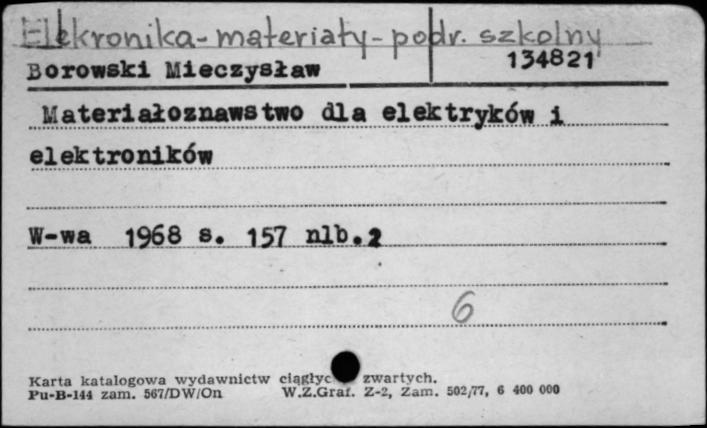 Elekronika - materiały - podr. szkolny
Borowski Mieczysław 134821
Materiałoznawstwo dla elektryków i
elektroników
W-wa 1968 s. 157 nlb.2
6
Karta katalogowa wydawnictw ciągłyc zwartych.
Pu-B-144 zam. 567/DW/On W.Z.Graf. Z-2, Zam. 502/77, 6 400 000